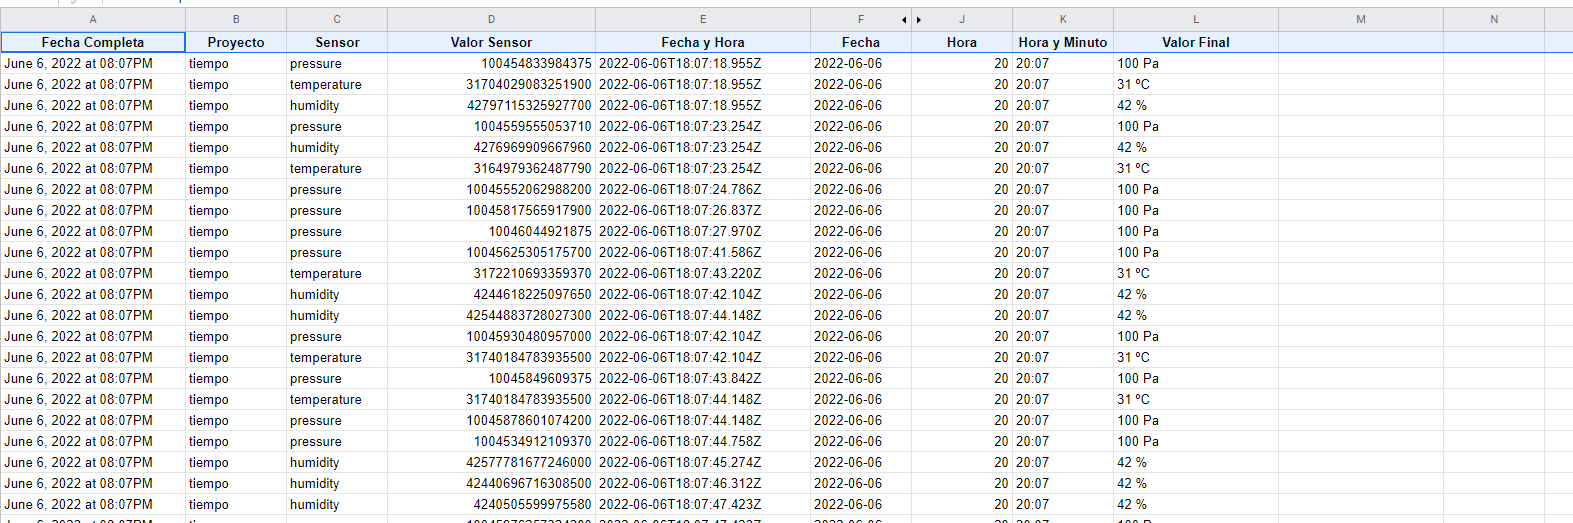 A B C D E F J K L M N
Fecha Completa Proyecto Sensor Valor Sensor Fecha y Hora Fecha Hora Hora y Minuto Valor Final
June 6, 2022 at 08:07PM tiempo pressure 100454833984375 2022-06-06T18:07:18.955Z 2022-06-06 20 20:07 100 Pa
June 6, 2022 at 08:07PM tiempo temperature 31704029083251900 2022-06-06T18:07:18.955Z 2022-06-06 20 20:07 31 ºC
June 6, 2022 at 08:07PM tiempo humidity 42797115325927700 2022-06-06T18:07:18.955Z 2022-06-06 20 20:07 42 %
June 6, 2022 at 08:07PM tiempo pressure 1004559555053710 2022-06-06T18:07:23.254Z 2022-06-06 20 20:07 100 Pa
June 6, 2022 at 08:07PM tiempo humidity 4276969909667960 2022-06-06T18:07:23.254Z 2022-06-06 20 20:07 42 %
June 6, 2022 at 08:07PM tiempo temperature 3164979362487790 2022-06-06T18:07:23.254Z 2022-06-06 20 20:07 31 ºC
June 6, 2022 at 08:07PM tiempo pressure 10045552062988200 2022-06-06T18:07:24.786Z 2022-06-06 20 20:07 100 Pa
June 6, 2022 at 08:07PM tiempo pressure 10045817565917900 2022-06-06T18:07:26.837Z 2022-06-06 20 20:07 100 Pa
June 6, 2022 at 08:07PM tiempo pressure 10046044921875 2022-06-06T18:07:27.970Z 2022-06-06 20 20:07 100 Pa
June 6, 2022 at 08:07PM tiempo pressure 10045625305175700 2022-06-06T18:07:41.586Z 2022-06-06 20 20:07 100 Pa
June 6, 2022 at 08:07PM tiempo temperature 3172210693359370 2022-06-06T18:07:43.220Z 2022-06-06 20 20:07 31 ºC
June 6, 2022 at 08:07PM tiempo humidity 4244618225097650 2022-06-06T18:07:42.104Z 2022-06-06 20 20:07 42 %
June 6, 2022 at 08:07PM tiempo humidity 42544883728027300 2022-06-06T18:07:44.148Z 2022-06-06 20 20:07 42 %
June 6, 2022 at 08:07PM tiempo pressure 10045930480957000 2022-06-06T18:07:42.104Z 2022-06-06 20 20:07 100 Pa
June 6, 2022 at 08:07PM tiempo temperature 31740184783935500 2022-06-06T18:07:42.104Z 2022-06-06 20 20:07 31 ºC
June 6, 2022 at 08:07PM tiempo pressure 10045849609375 2022-06-06T18:07:43.842Z 2022-06-06 20 20:07 100 Pa
June 6, 2022 at 08:07PM tiempo temperature 31740184783935500 2022-06-06T18:07:44.148Z 2022-06-06 20 20:07 31 ºC
June 6, 2022 at 08:07PM tiempo pressure 10045878601074200 2022-06-06T18:07:44.148Z 2022-06-06 20 20:07 100 Pa
June 6, 2022 at 08:07PM tiempo pressure 1004534912109370 2022-06-06T18:07:44.758Z 2022-06-06 20 20:07 100 Pa
June 6, 2022 at 08:07PM tiempo humidity 42577781677246000 2022-06-06T18:07:45.274Z 2022-06-06 20 20:07 42 %
June 6, 2022 at 08:07PM tiempo humidity 42440696716308500 2022-06-06T18:07:46.312Z 2022-06-06 20 20:07 42 %
June 6, 2022 at 08:07PM tiempo humidity 4240505599975580 2022-06-06T18:07:47.423Z 2022-06-06 20 20:07 42 %